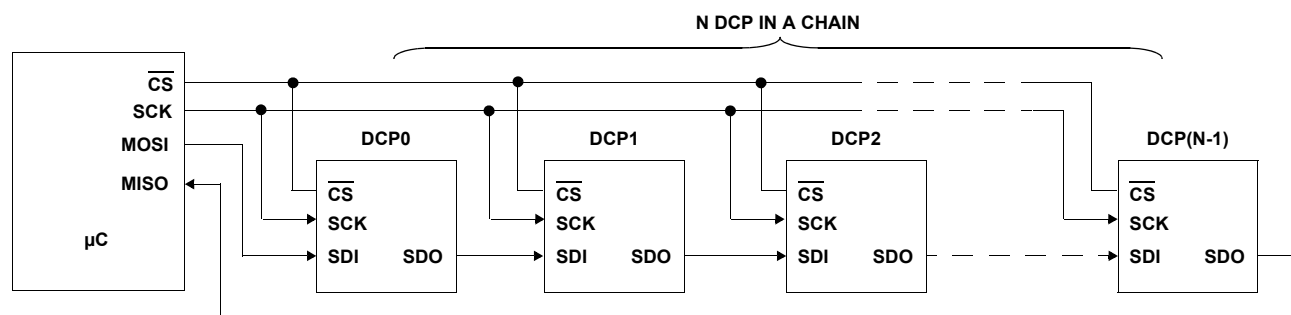 N DCP IN A CHAIN
CS
SCK
MOSI
MISO
µC
DCP0
CS
SCK
SDI SDO
DCP1
CS
SCK
SDI SDO
DCP2
CS
SCK
SDI SDO
DCP(N-1)
CS
SCK
SDI SDO